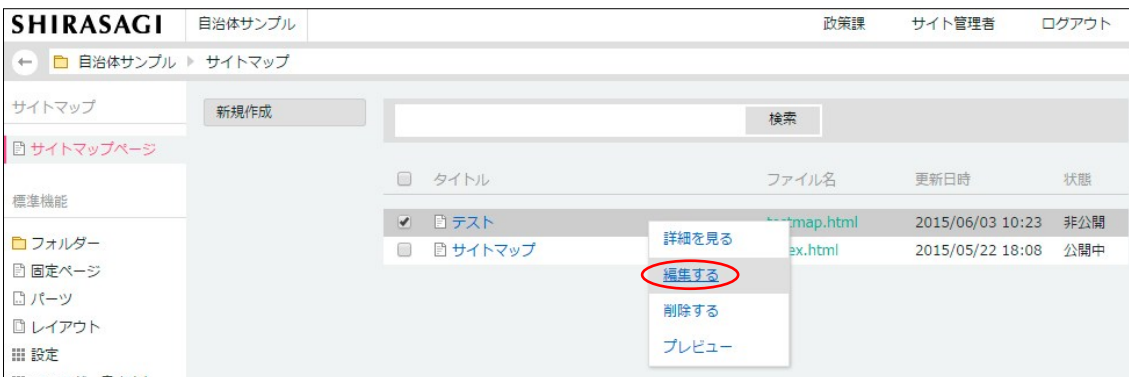 SHIRASAGI 自治体サンプル 政策課 サイト管理者 ログアウト
自治体サンプル サイトマップ
サイトマップ
サイトマップページ
標準機能
フォルダー
固定ページ
パーツ
レイアウト
設定
新規作成
検索
タイトル ファイル名 更新日時 状態
テスト map.html 2015/06/03 10:23 非公開
サイトマップ ex.html 2015/05/22 18:08 公開中
詳細を見る
編集する
削除する
プレビュー